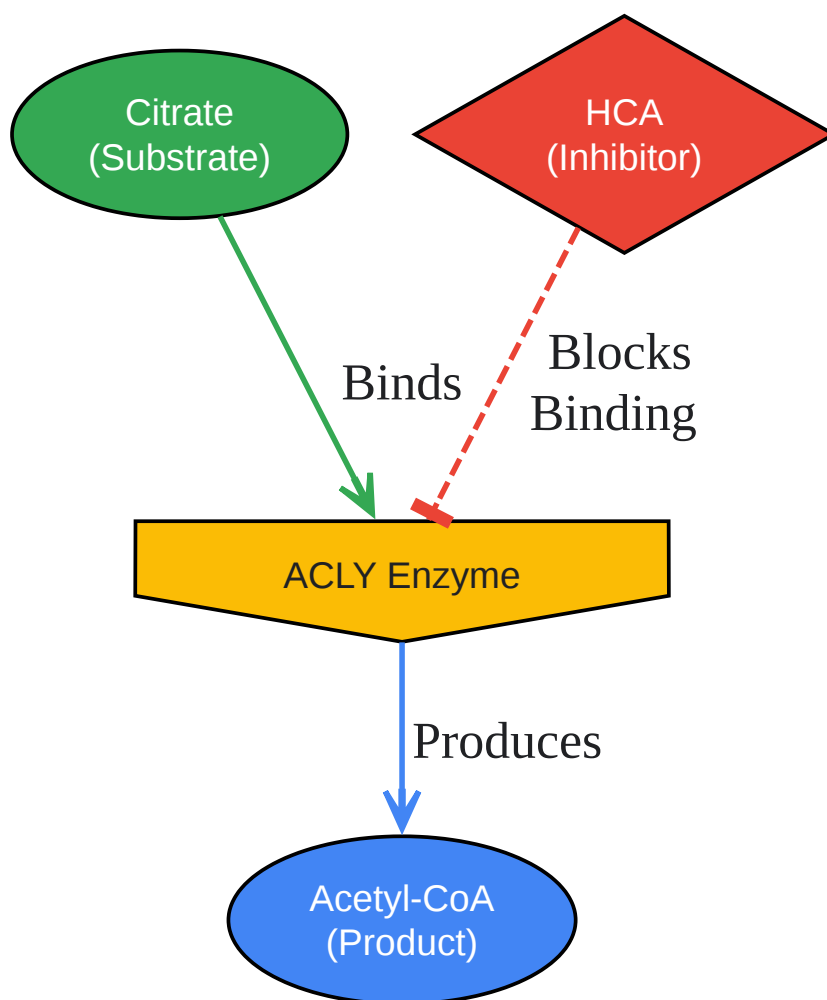 Citrate
(Substrate)
HCA
(Inhibitor)
Binds
Blocks
Binding
ACLY Enzyme
Produces
Acetyl-CoA
(Product)